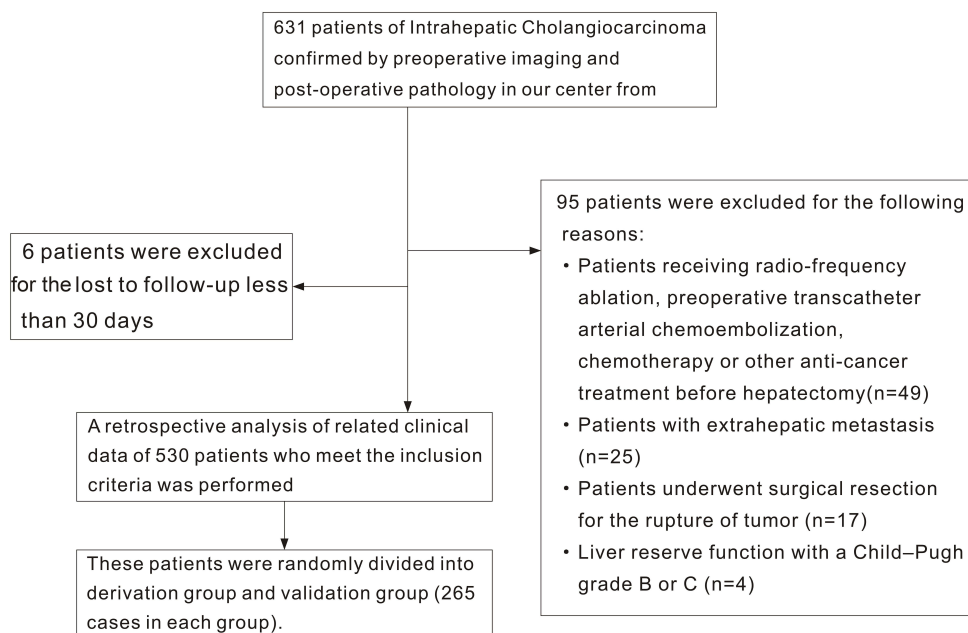 631 patients of Intrahepatic Cholangiocarcinoma
confirmed by preoperative imaging and
post-operative pathology in our center from
95 patients were excluded for the following
reasons:
• Patients receiving radio-frequency
ablation, preoperative transcatheter
arterial chemoembolization,
chemotherapy or other anti-cancer
treatment before hepatectomy(n=49)
• Patients with extrahepatic metastasis
(n=25)
• Patients underwent surgical resection
for the rupture of tumor (n=17)
• Liver reserve function with a Child–Pugh
grade B or C (n=4)
6 patients were excluded
for the lost to follow-up less
than 30 days
A retrospective analysis of related clinical
data of 530 patients who meet the inclusion
criteria was performed
These patients were randomly divided into
derivation group and validation group (265
cases in each group).